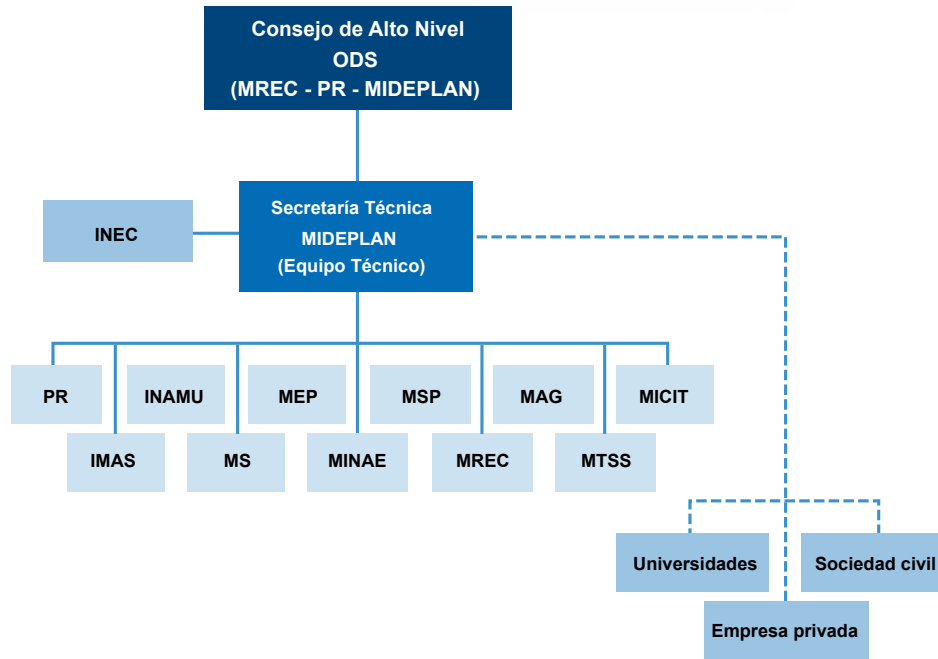 Consejo de Alto Nivel
ODS
(MREC - PR - MIDEPLAN)
Secretaría Técnica
MIDEPLAN
(Equipo Técnico)
INEC
PR
INAMU
MEP
MSP
MAG
MICIT
IMAS
MS
MINAE
MREC
MTSS
Universidades
Sociedad civil
Empresa privada